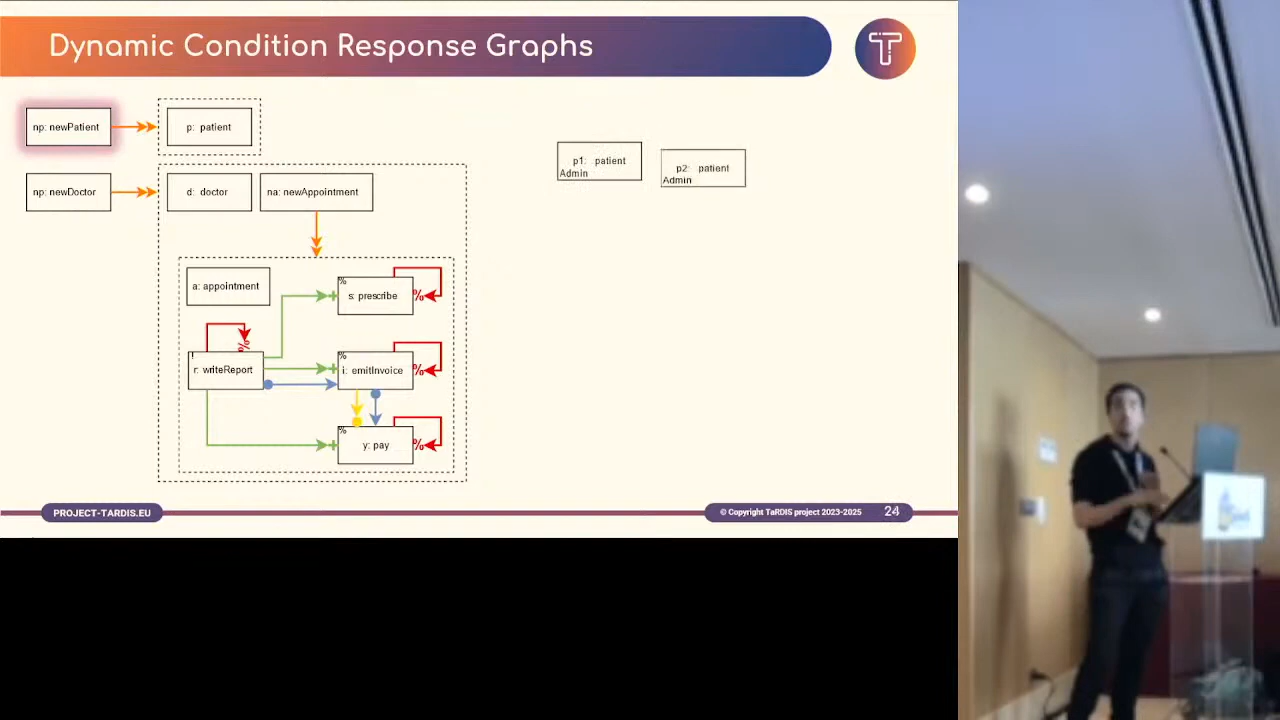 Dynamic Condition Response Graphs
T
np: newPatient
p: patient
np: newDoctor
d: doctor
na: newAppointment
a: appointment
%
s: prescribe
%
%
!
r: writeReport
%
i: emitInvoice
%
%
y: pay
%
p1: patient
Admin
p2: patient
Admin
PROJECT-TARDIS.EU
© Copyright TaRDIS project 2023-2025
24